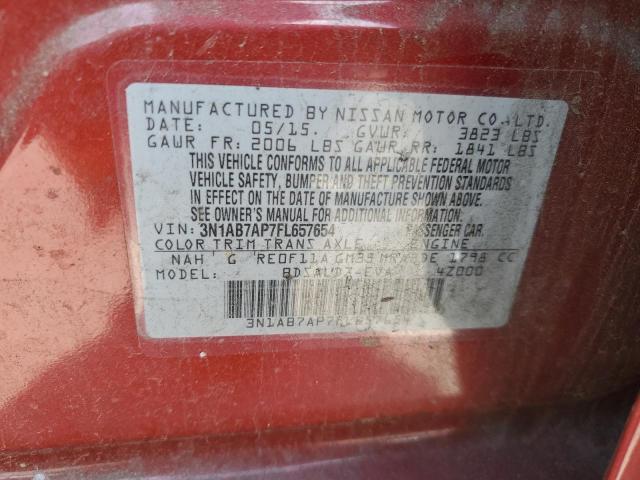 MANUFACTURED BY NISSAN MOTOR CO., LTD.
DATE: 05/15. GVWR: 3823 LBS
GAWR FR: 2006 LBS GAWR RR: 1841 LBS
THIS VEHICLE CONFORMS TO ALL APPLICABLE FEDERAL MOTOR
VEHICLE SAFETY, BUMPER AND THEFT PREVENTION STANDARDS
IN EFFECT ON THE DATE OF MANUFACTURE SHOWN ABOVE.
SEE OWNER'S MANUAL FOR ADDITIONAL INFORMATION.
VIN: 3N1AB7AP7FL657654 PASSENGER CAR.
COLOR TRIM TRANS AXLE ENGINE
NAH G RE0F11A GM38 1798 CC
MODEL: 4Z000
3N1AB7AP7FL657654